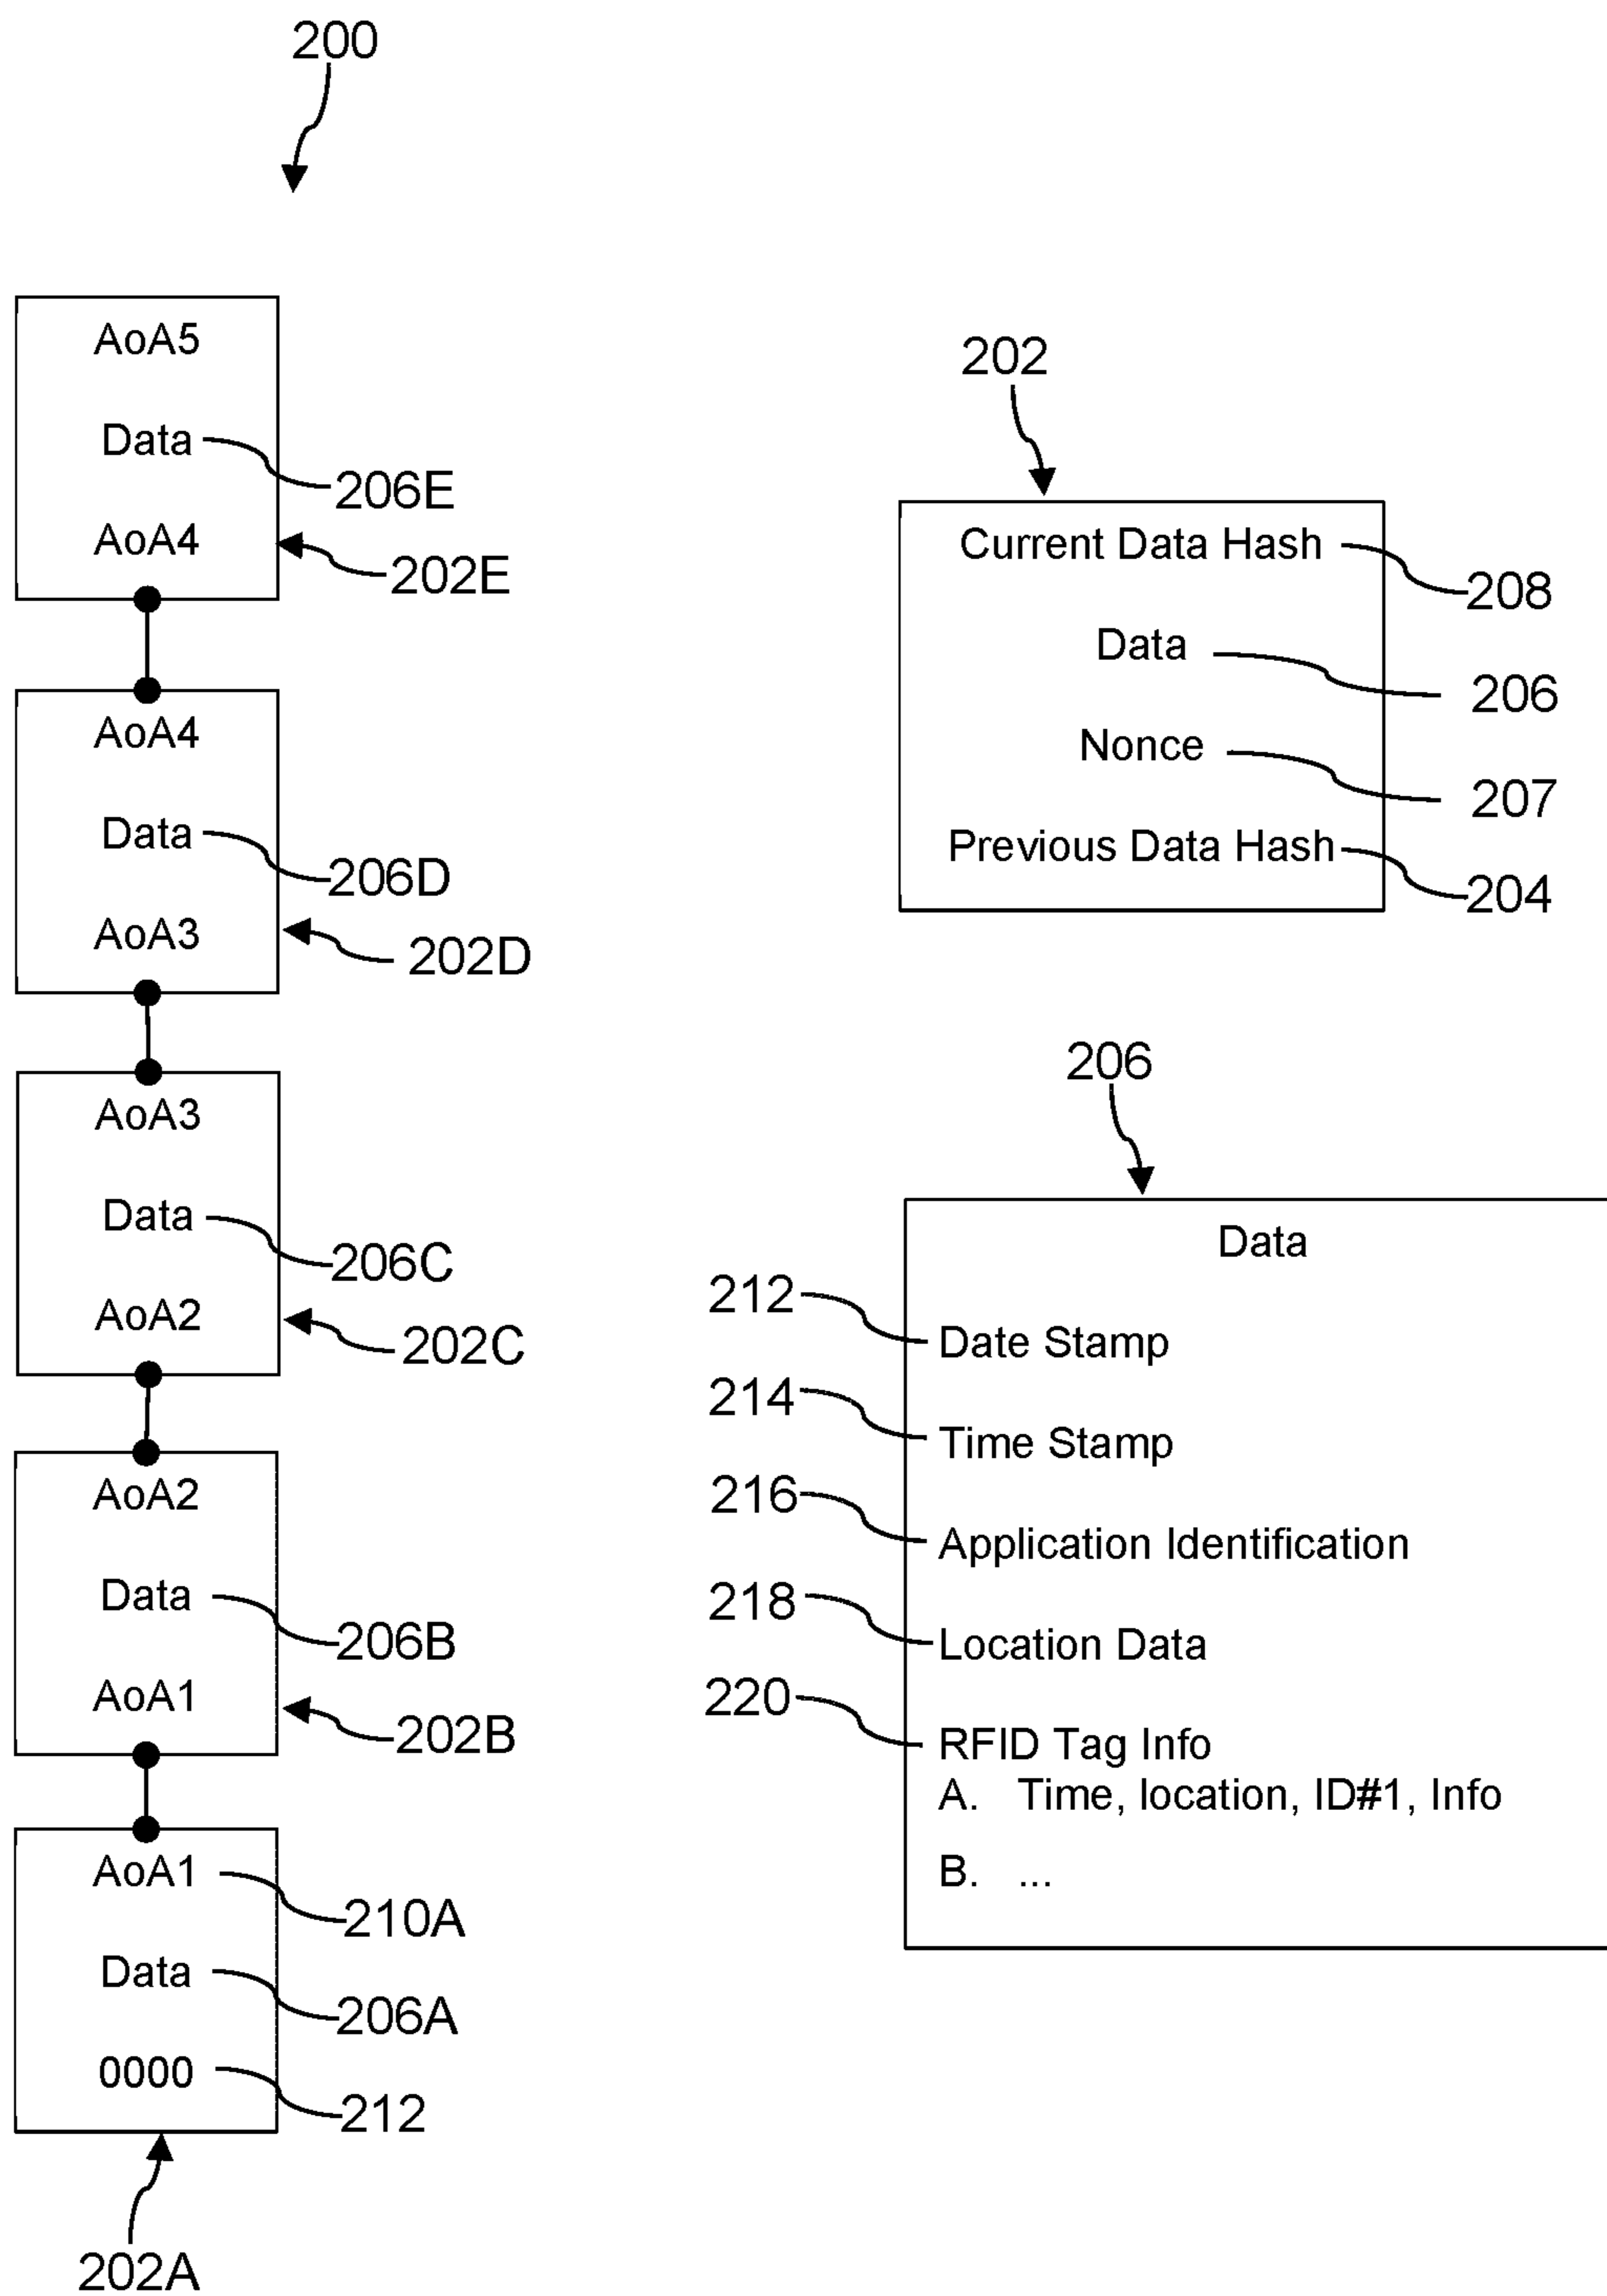 200
AoA5
Data
206E
AoA4
202E
AoA4
Data
206D
AoA3
202D
AoA3
Data
206C
AoA2
202C
AoA2
Data
206B
AoA1
202B
AoA1
210A
Data
206A
0000
212
202A
202
Current Data Hash
208
Data
206
Nonce
207
Previous Data Hash
204
206
Data
212
Date Stamp
214
Time Stamp
216
Application Identification
218
Location Data
220
RFID Tag Info
A. Time, location, ID#1, Info
B. ...